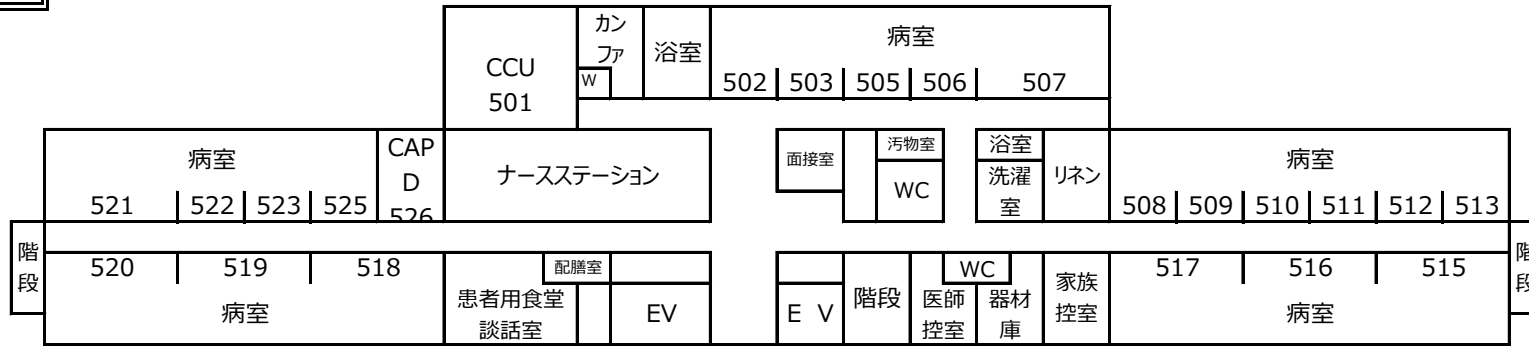 カン
ファ
浴室
病室
CCU
501
W
502 503 505 506 507
病室
CAP
D
526
ナースステーション
面接室
汚物室
WC
浴室
洗濯
室
リネン
病室
521 522 523 525
508 509 510 511 512 513
階
段
520 519 518
病室
配膳室
患者用食堂
談話室
EV
E V
階段
WC
医師
控室
器材
庫
家族
控室
517 516 515
病室
階
段